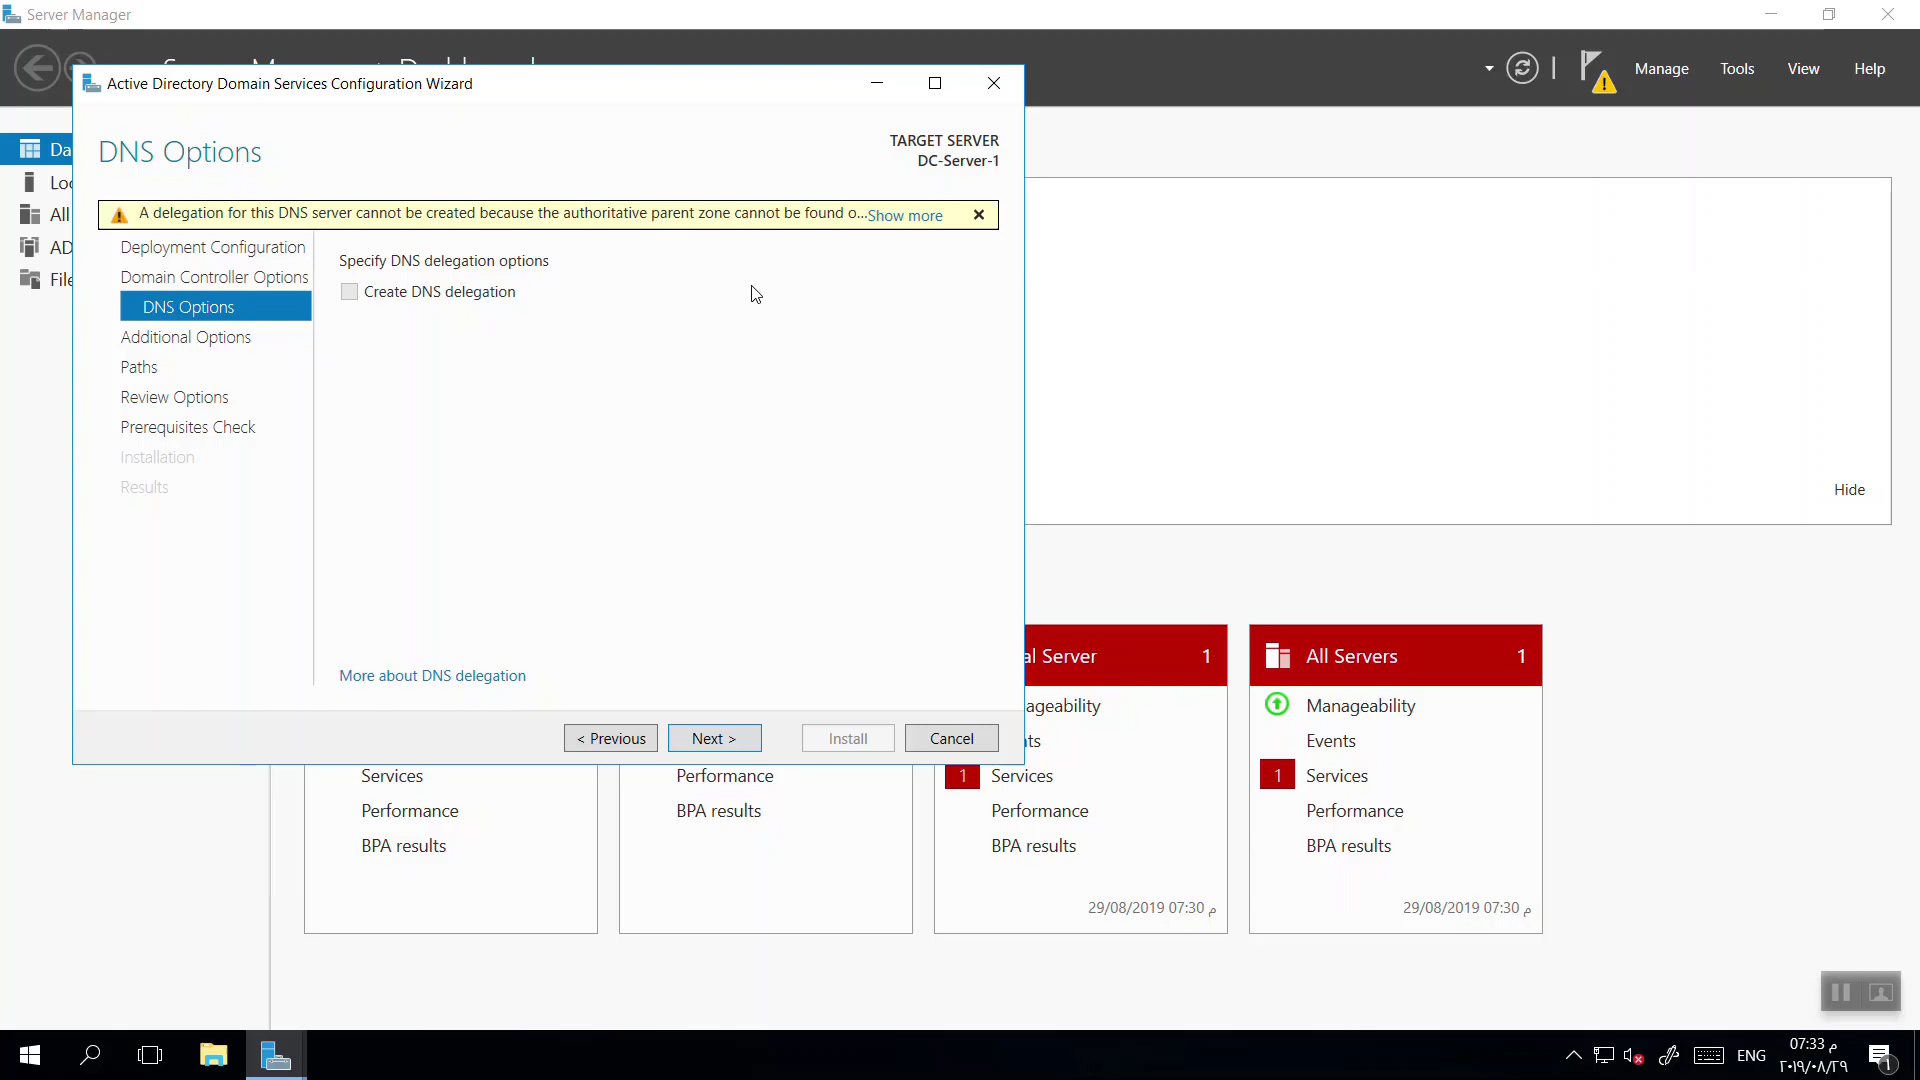 Server Manager
Manage
Tools
View
Help
Active Directory Domain Services Configuration Wizard
DNS Options
TARGET SERVER
DC-Server-1
A delegation for this DNS server cannot be created because the authoritative parent zone cannot be found o...Show more
Deployment Configuration
Domain Controller Options
DNS Options
Additional Options
Paths
Review Options
Prerequisites Check
Installation
Results
Specify DNS delegation options
Create DNS delegation
More about DNS delegation
< Previous
Next >
Install
Cancel
Da
Loc
All
AD
File
Hide
Services
Performance
BPA results
Performance
BPA results
al Server 1
ageability
nts
1 Services
Performance
BPA results
29/08/2019 07:30 م
All Servers 1
Manageability
Events
1 Services
Performance
BPA results
29/08/2019 07:30 م
ENG
07:33 م
٢٠١٩/٠٨/٢٩
١